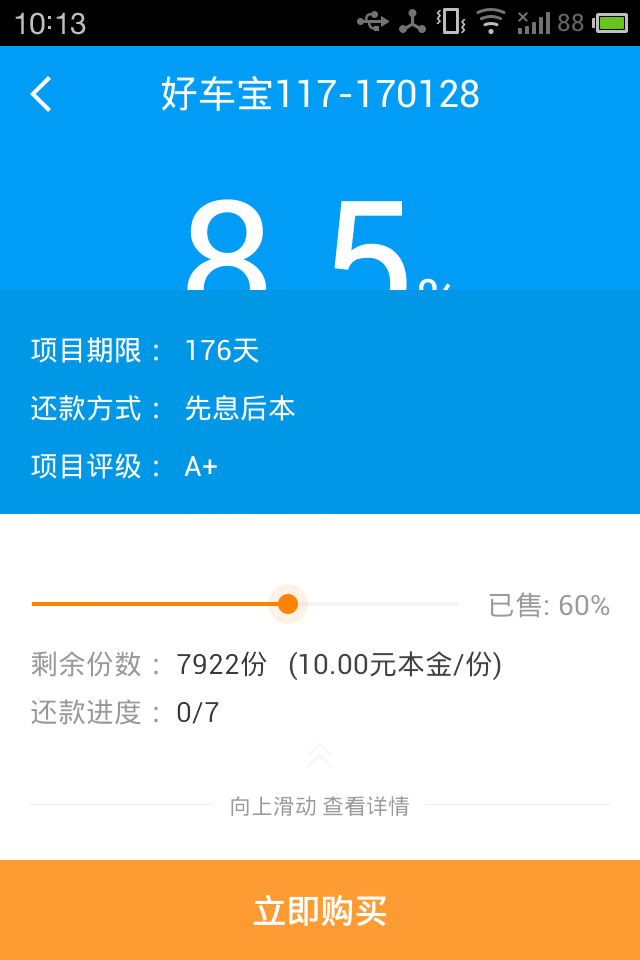 10:13 88
好车宝117-170128
8.5%
项目期限： 176天
还款方式： 先息后本
项目评级： A+
已售: 60%
剩余份数： 7922份 (10.00元本金/份)
还款进度： 0/7
向上滑动 查看详情
立即购买